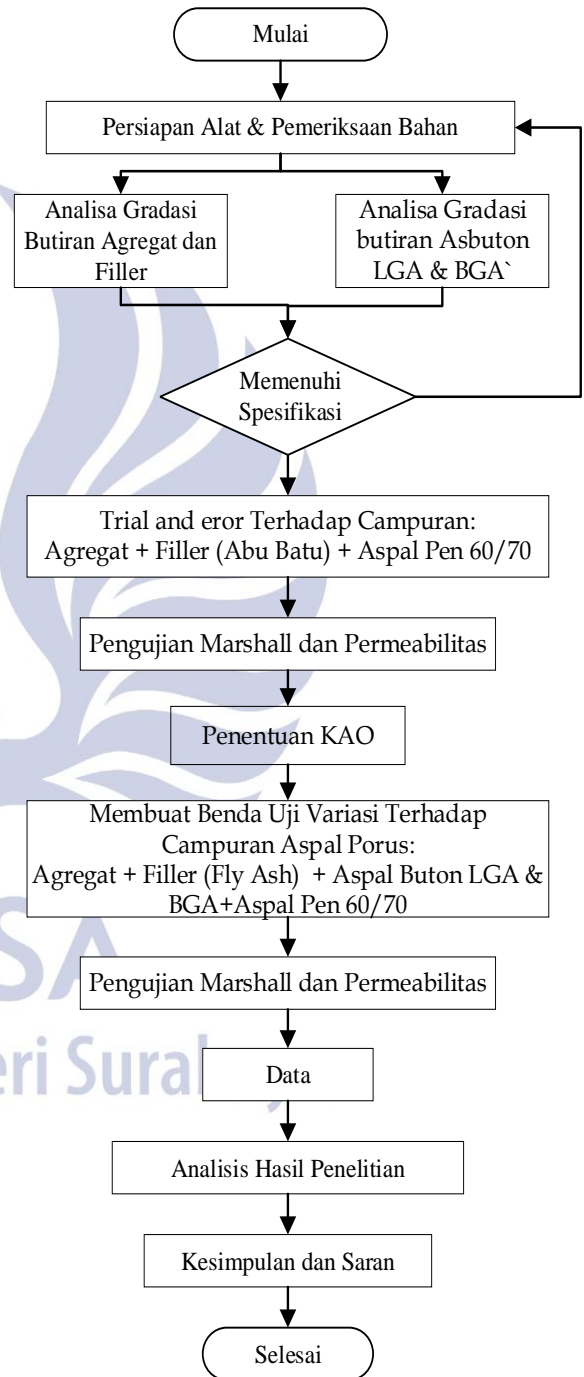 Mulai
Persiapan Alat & Pemeriksaan Bahan
Analisa Gradasi
Butiran Agregat dan
Filler
Analisa Gradasi
butiran Asbuton
LGA & BGA`
Memenuhi
Spesifikasi
Trial and eror Terhadap Campuran:
Agregat + Filler (Abu Batu) + Aspal Pen 60/70
Pengujian Marshall dan Permeabilitas
Penentuan KAO
Membuat Benda Uji Variasi Terhadap
Campuran Aspal Porus:
Agregat + Filler (Fly Ash) + Aspal Buton LGA &
BGA+Aspal Pen 60/70
SA
Pengujian Marshall dan Permeabilitas
eri Sural
Data
Analisis Hasil Penelitian
Kesimpulan dan Saran
Selesai